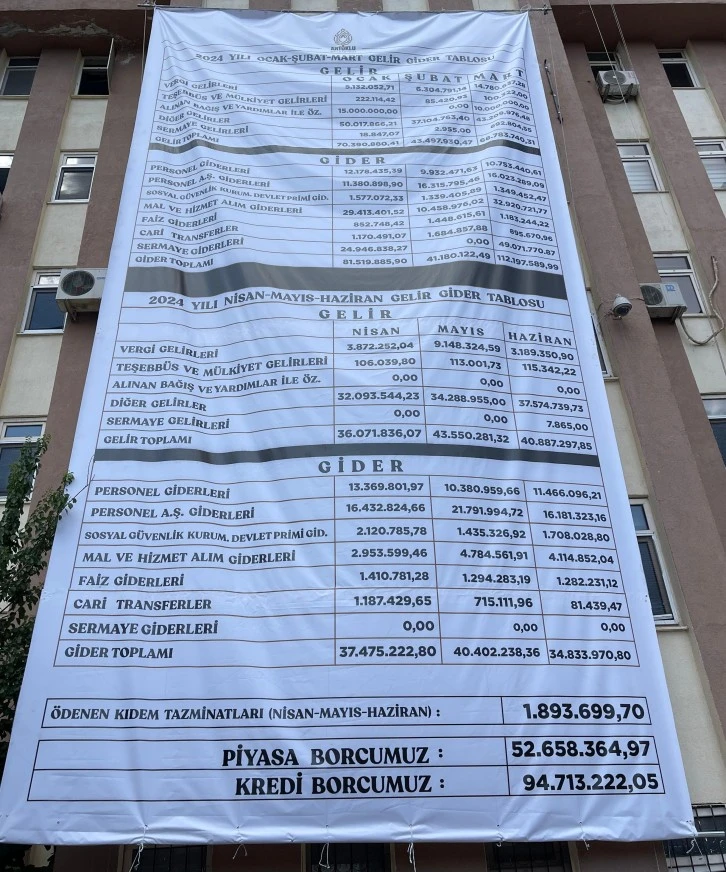 ARTUKLU
2024 YILI OCAK-ŞUBAT-MART GELİR GİDER TABLOSU
GELİR
OCAK ŞUBAT MART
VERGİ GELİRLERİ 5.132.052,71 6.304.791,14
TEŞEBBÜS VE MÜLKİYET GELİRLERİ 222.114,42 85.420,93
ALINAN BAĞIŞ VE YARDIMLAR İLE ÖZ. 15.000.000,00 0,00 10.000.000,00
DİĞER GELİRLER 50.017.866,21 37.104.763,40
SERMAYE GELİRLERİ 18.847,07 2.955,00
GELİR TOPLAMI 70.390.880,41 43.497.930,47
GİDER
PERSONEL GİDERLERİ 12.178.435,39 9.932.471,63 10.753.440,61
PERSONEL A.Ş. GİDERLERİ 11.380.898,90 16.315.795,46 16.023.289,09
SOSYAL GÜVENLİK KURUM. DEVLET PRİMİ GİD. 1.577.072,33 1.339.405,89 1.349.452,47
MAL VE HİZMET ALIM GİDERLERİ 29.413.401,52 10.458.976,02 32.920.721,77
FAİZ GİDERLERİ 852.748,42 1.448.615,61 1.183.244,22
CARİ TRANSFERLER 1.170.491,07 1.684.857,88 895.670,96
SERMAYE GİDERLERİ 24.946.838,27 0,00 49.071.770,87
GİDER TOPLAMI 81.519.885,90 41.180.122,49 112.197.589,99
2024 YILI NİSAN-MAYIS-HAZİRAN GELİR GİDER TABLOSU
GELİR
NİSAN MAYIS HAZİRAN
VERGİ GELİRLERİ 3.872.252,04 9.148.324,59 3.189.350,90
TEŞEBBÜS VE MÜLKİYET GELİRLERİ 106.039,80 113.001,73 115.342,22
ALINAN BAĞIŞ VE YARDIMLAR İLE ÖZ. 0,00 0,00 0,00
DİĞER GELİRLER 32.093.544,23 34.288.955,00 37.574.739,73
SERMAYE GELİRLERİ 0,00 0,00 7.865,00
GELİR TOPLAMI 36.071.836,07 43.550.281,32 40.887.297,85
GİDER
PERSONEL GİDERLERİ 13.369.801,97 10.380.959,66 11.466.096,21
PERSONEL A.Ş. GİDERLERİ 16.432.824,66 21.791.994,72 16.181.323,16
SOSYAL GÜVENLİK KURUM. DEVLET PRİMİ GİD. 2.120.785,78 1.435.326,92 1.708.028,80
MAL VE HİZMET ALIM GİDERLERİ 2.953.599,46 4.784.561,91 4.114.852,04
FAİZ GİDERLERİ 1.410.781,28 1.294.283,19 1.282.231,12
CARİ TRANSFERLER 1.187.429,65 715.111,96 81.439,47
SERMAYE GİDERLERİ 0,00 0,00 0,00
GİDER TOPLAMI 37.475.222,80 40.402.238,36 34.833.970,80
ÖDENEN KIDEM TAZMİNATLARI (NİSAN-MAYIS-HAZİRAN) : 1.893.699,70
PİYASA BORCUMUZ : 52.658.364,97
KREDİ BORCUMUZ : 94.713.222,05